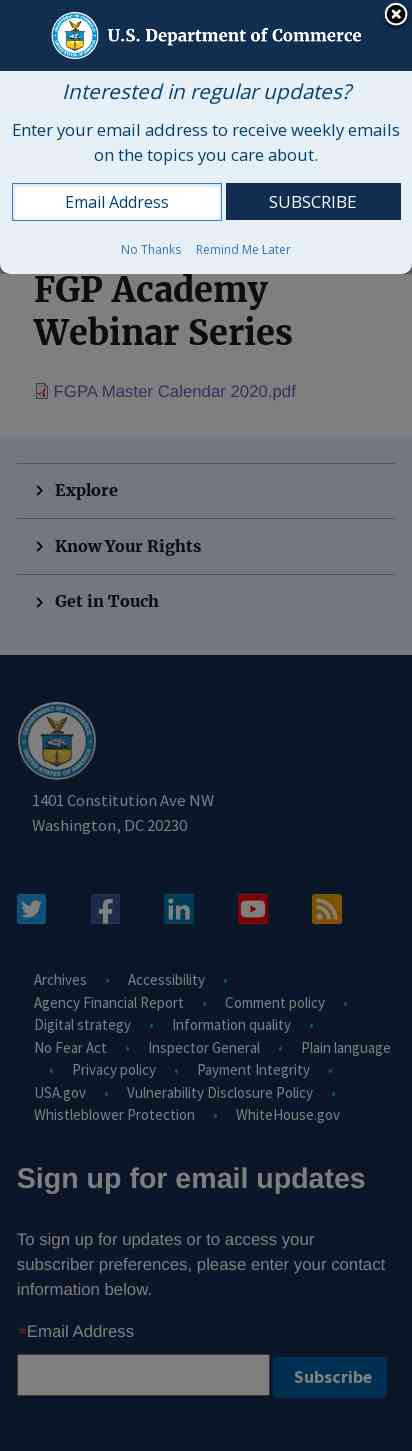 U.S. Department of Commerce
Interested in regular updates?
Enter your email address to receive weekly emails
on the topics you care about.
Email Address SUBSCRIBE
No Thanks Remind Me Later
FGP Academy
Webinar Series
FGPA Master Calendar 2020.pdf
Explore
Know Your Rights
Get in Touch
1401 Constitution Ave NW
Washington, DC 20230
Archives • Accessibility •
Agency Financial Report • Comment policy •
Digital strategy • Information quality •
No Fear Act • Inspector General • Plain language
• Privacy policy • Payment Integrity •
USA.gov • Vulnerability Disclosure Policy •
Whistleblower Protection • WhiteHouse.gov
Sign up for email updates
To sign up for updates or to access your
subscriber preferences, please enter your contact
information below.
*Email Address
Subscribe